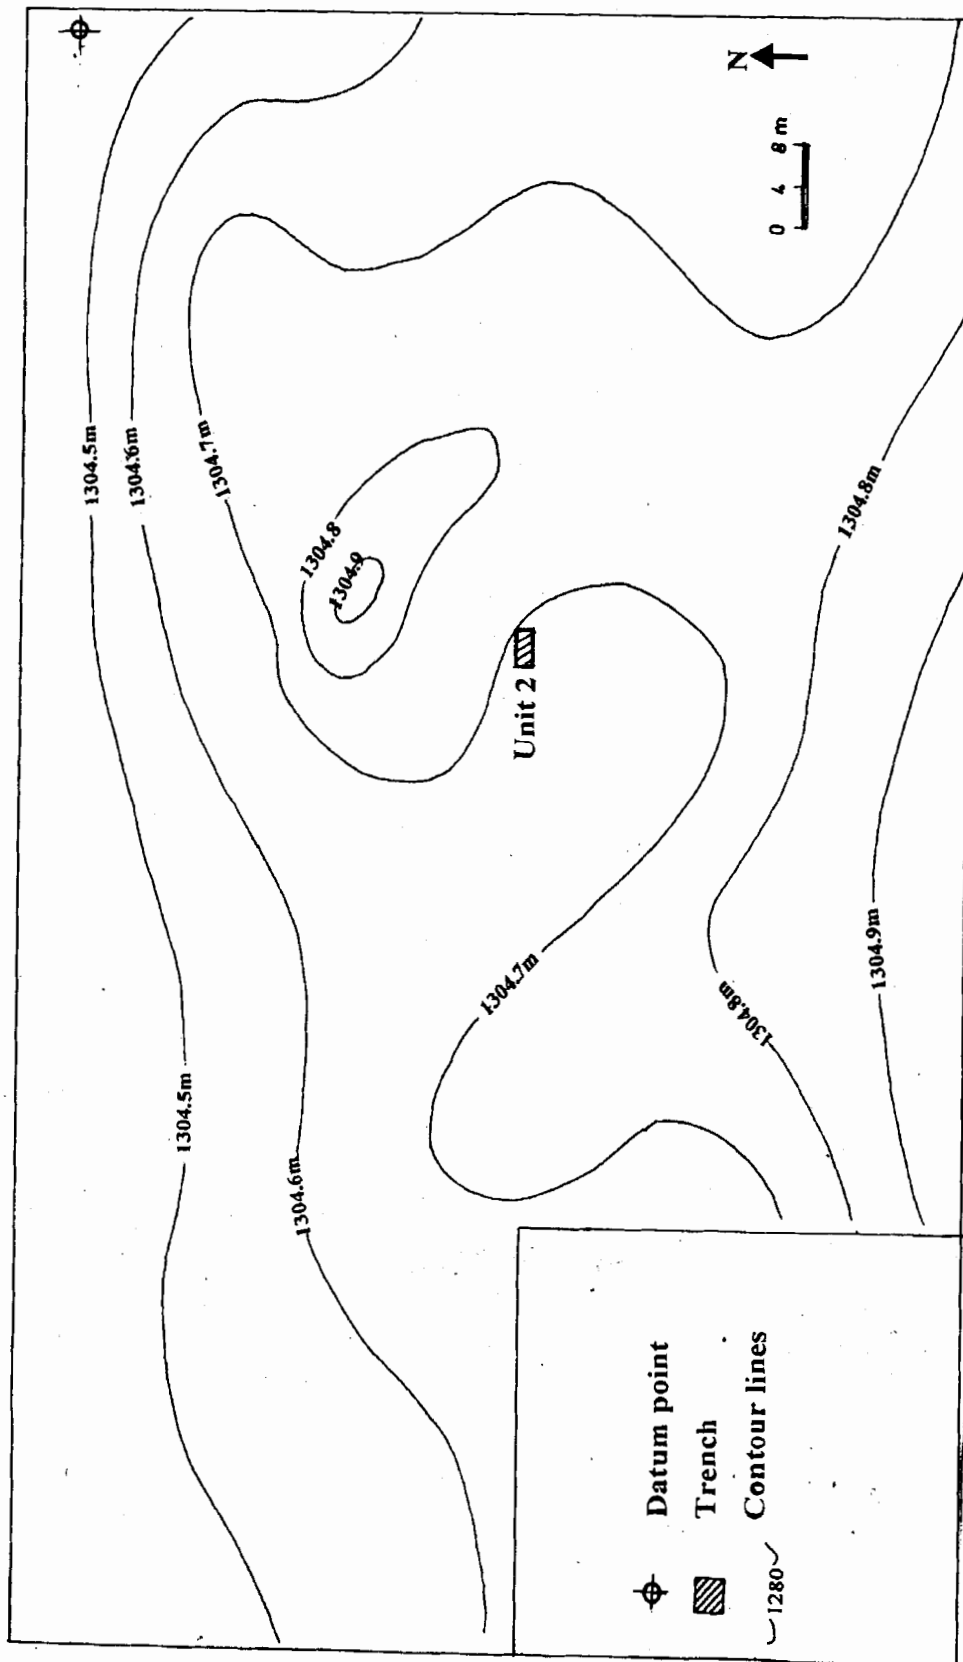 N
0 4 8 m
1304.5m
1304.6m
1304.7m
1304.8
1304.9
1304.8m
Unit 2
1304.7m
1304.8m
1304.9m
1304.5m
1304.6m
Datum point
Trench
Contour lines
1280